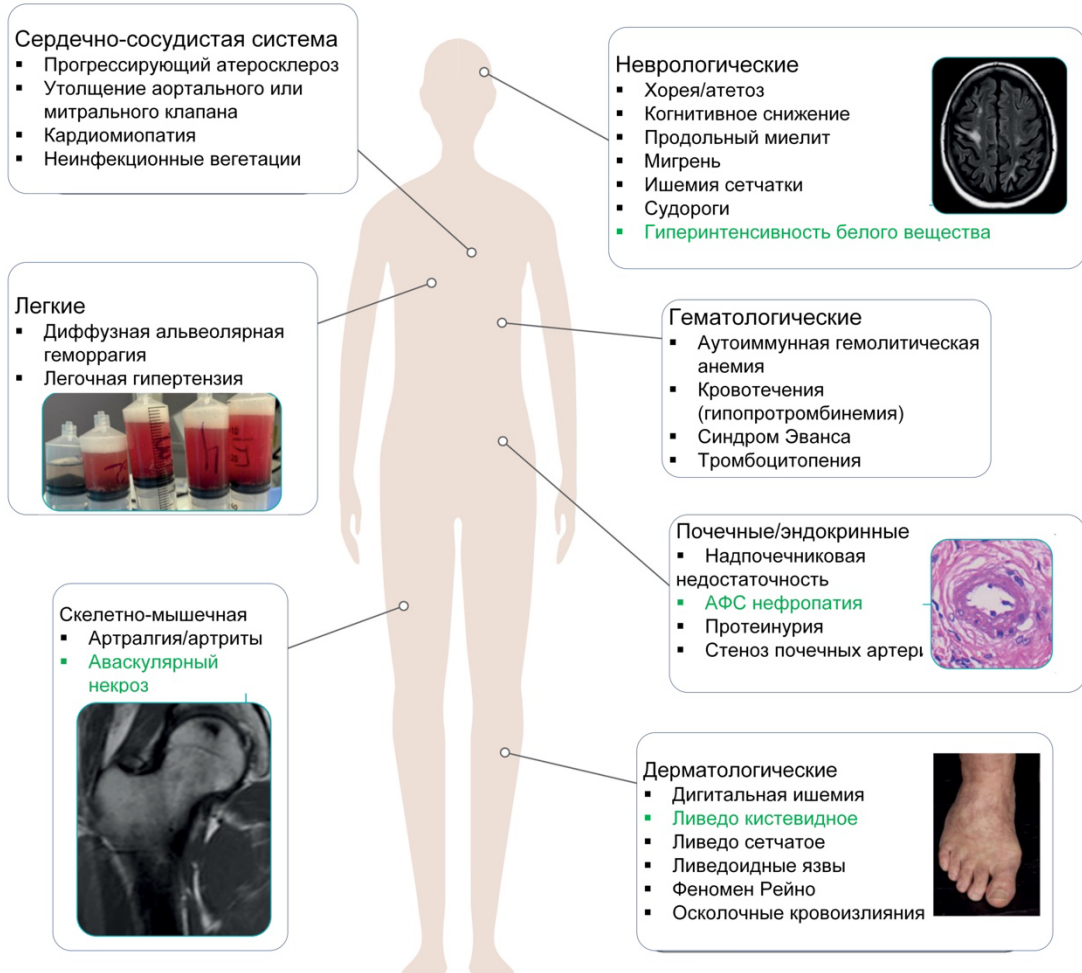 Сердечно-сосудистая система
▪ Прогрессирующий атеросклероз
▪ Утолщение аортального или
митрального клапана
▪ Кардиомиопатия
▪ Неинфекционные вегетации
Неврологические
▪ Хорея/атетоз
▪ Когнитивное снижение
▪ Продольный миелит
▪ Мигрень
▪ Ишемия сетчатки
▪ Судороги
▪ Гиперинтенсивность белого вещества
Легкие
▪ Диффузная альвеолярная
геморрагия
▪ Легочная гипертензия
Гематологические
▪ Аутоиммунная гемолитическая
анемия
▪ Кровотечения
(гипопротромбинемия)
▪ Синдром Эванса
▪ Тромбоцитопения
Почечные/эндокринные
▪ Надпочечниковая
недостаточность
▪ АФС нефропатия
▪ Протеинурия
▪ Стеноз почечных артери
Скелетно-мышечная
▪ Артралгия/артриты
▪ Аваскулярный
некроз
Дерматологические
▪ Дигитальная ишемия
▪ Ливедо кистевидное
▪ Ливедо сетчатое
▪ Ливедоидные язвы
▪ Феномен Рейно
▪ Осколочные кровоизлияния